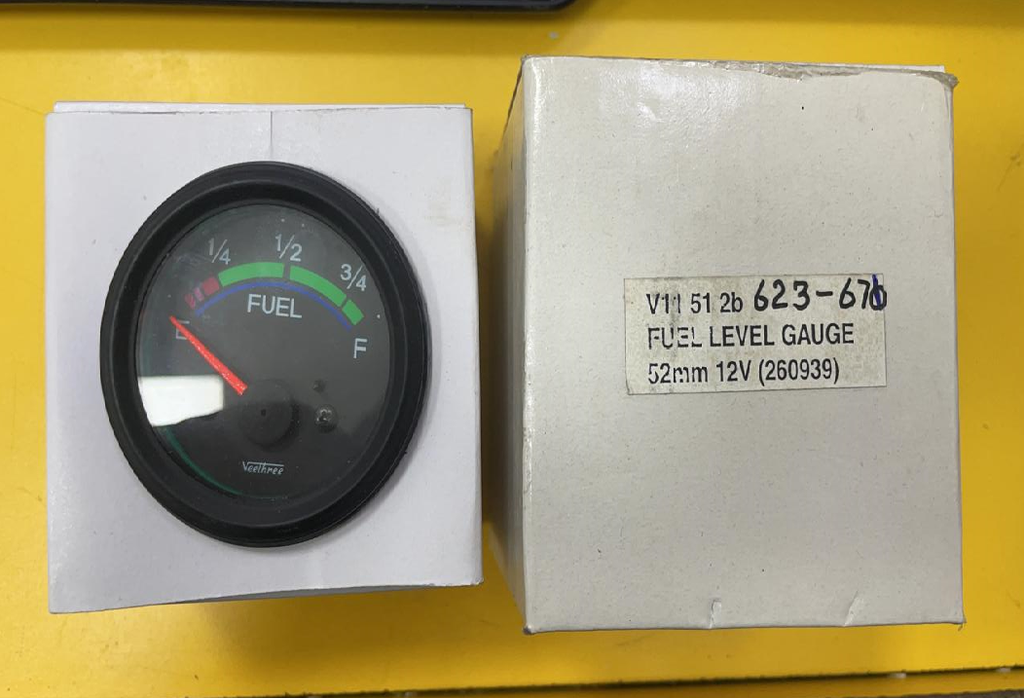 1/4
1/2
3/4
FUEL
E
F
Veethree
V11 51 2b 623-676
FUEL LEVEL GAUGE
52mm 12V (260939)